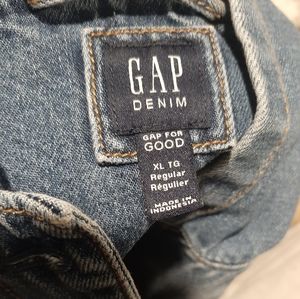 GAP
DENIM
GAP FOR
GOOD
XL TG
Regular
Régulier
MADE IN
INDONESIA